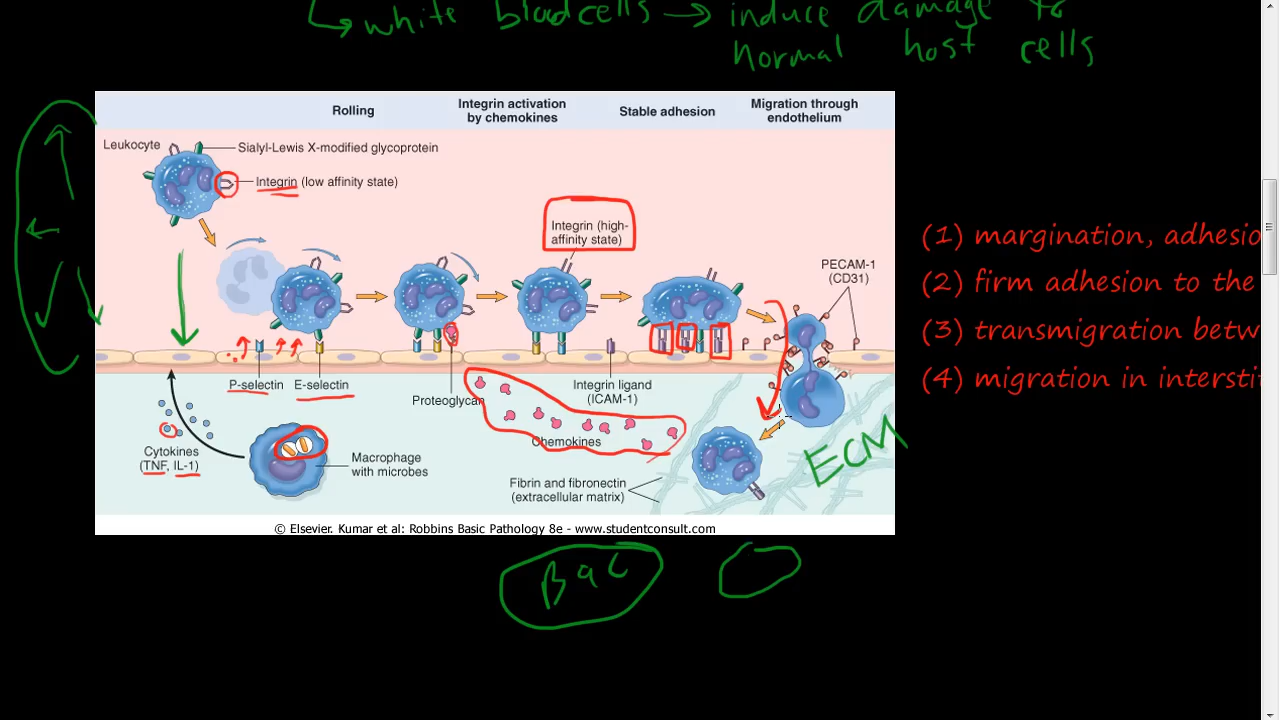 white blood cells → induce damage to
normal host cells
Rolling
Integrin activation
by chemokines
Stable adhesion
Migration through
endothelium
Leukocyte
Sialyl-Lewis X-modified glycoprotein
Integrin (low affinity state)
Integrin (high-
affinity state)
PECAM-1
(CD31)
P-selectin
E-selectin
Proteoglycan
Integrin ligand
(ICAM-1)
Chemokines
Cytokines
(TNF, IL-1)
Macrophage
with microbes
Fibrin and fibronectin
(extracellular matrix)
ECM
© Elsevier. Kumar et al: Robbins Basic Pathology 8e - www.studentconsult.com
Bac
(1) margination, adhesio
(2) firm adhesion to the
(3) transmigration betw
(4) migration in interstit